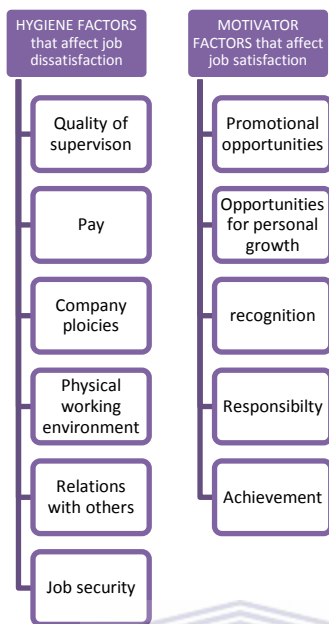 HYGIENE FACTORS
that affect job
dissatisfaction
Quality of
supervison
Pay
Company
ploicies
Physical
working
environment
Relations
with others
Job security
MOTIVATOR
FACTORS that affect
job satisfaction
Promotional
opportunities
Opportunities
for personal
growth
recognition
Responsibilty
Achievement